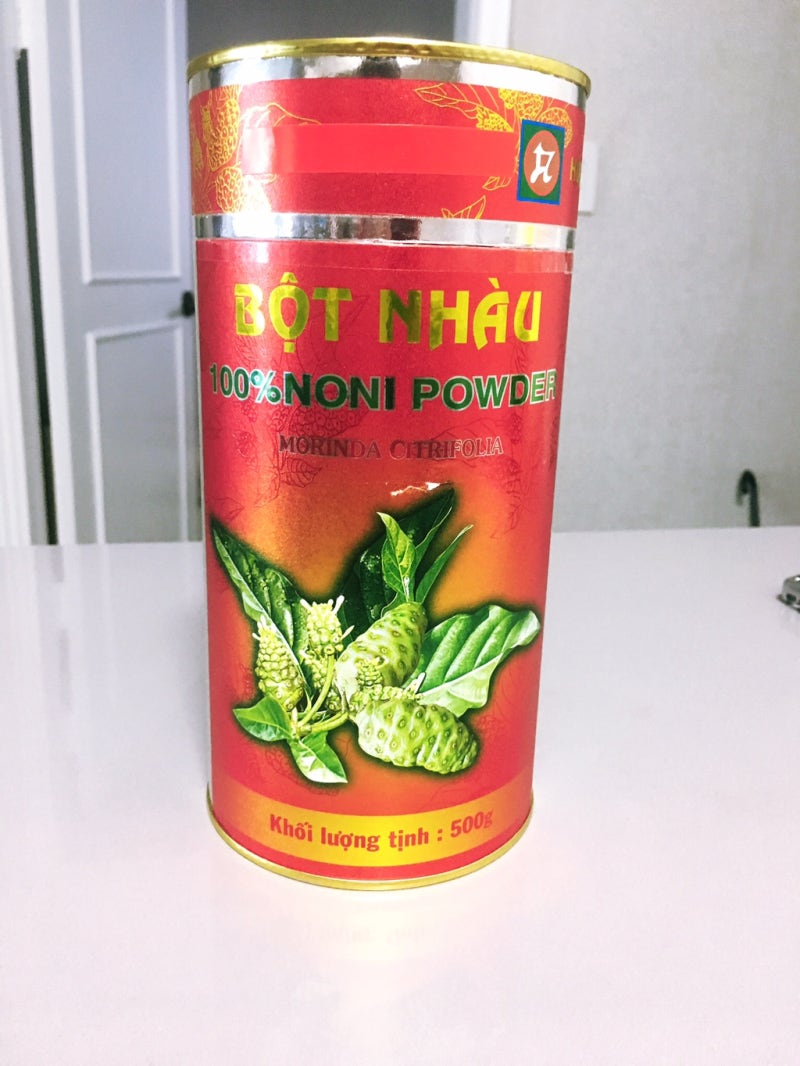 BỘT NHÀU
100% NONI POWDER
MORINDA CITRIFOLIA
Khối lượng tịnh : 500g